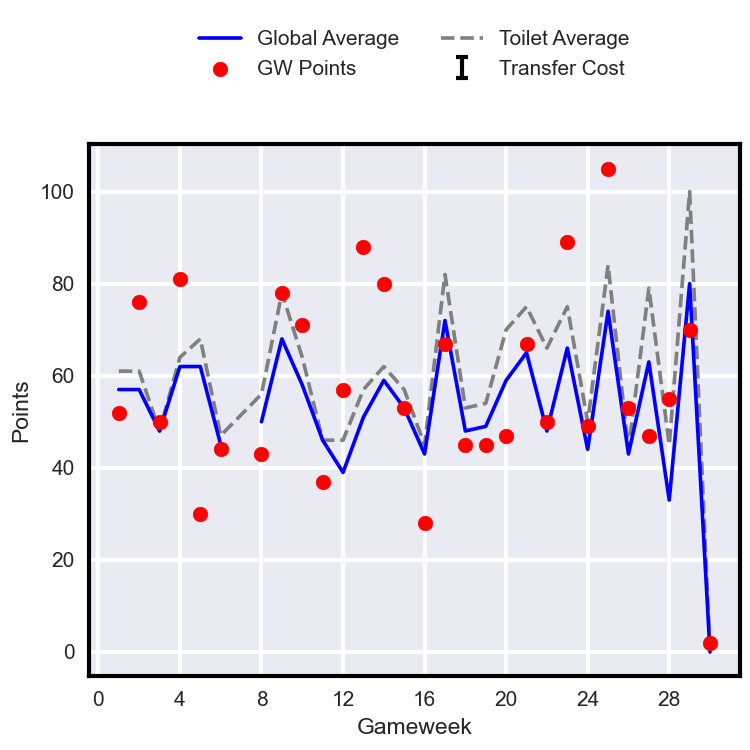 Global Average
Toilet Average
GW Points
Transfer Cost
100
80
60
40
20
0
Points
0 4 8 12 16 20 24 28
Gameweek